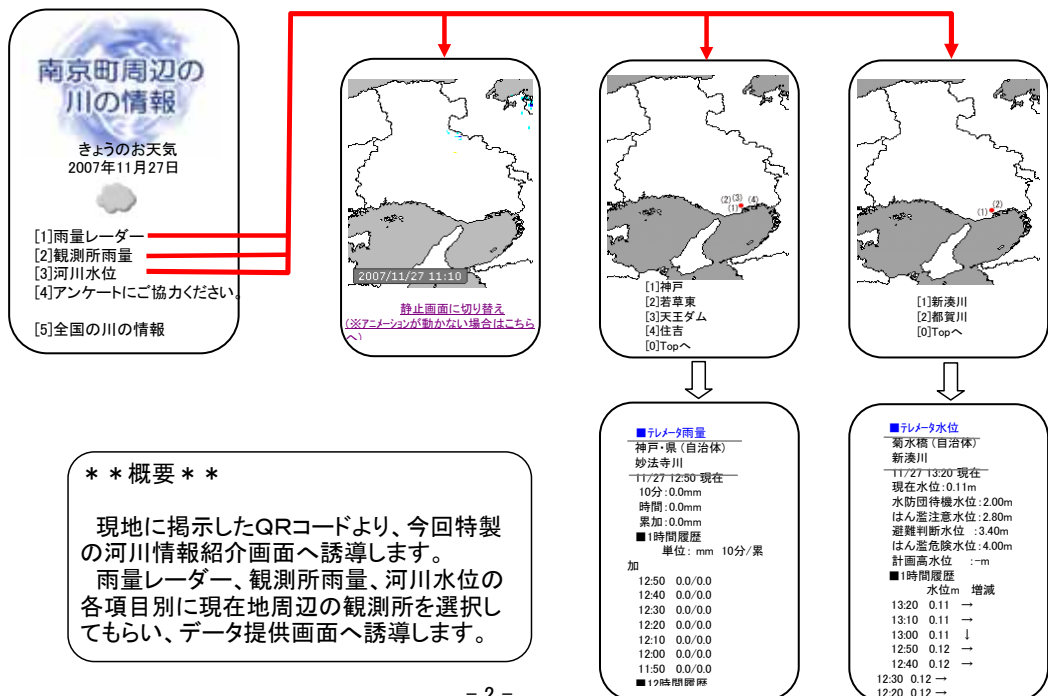 南京町周辺の
川の情報
きょうのお天気
2007年11月27日
[1]雨量レーダー
[2]観測所雨量
[3]河川水位
[4]アンケートにご協力ください。
[5]全国の川の情報
2007/11/27 11:10
静止画面に切り替え
(※アニメーションが動かない場合はこちら
へ)
(2)(3)
(1)
(4)
[1]神戸
[2]若草東
[3]天王ダム
[4]住吉
[0]Topへ
(2)
(1)
[1]新湊川
[2]都賀川
[0]Topへ
■テレメータ雨量
神戸・県 (自治体)
妙法寺川
11/27 12:50 現在
10分:0.0mm
時間:0.0mm
累加:0.0mm
■1時間履歴
単位: mm 10分/累
加
12:50 0.0/0.0
12:40 0.0/0.0
12:30 0.0/0.0
12:20 0.0/0.0
12:10 0.0/0.0
12:00 0.0/0.0
11:50 0.0/0.0
■12時間履歴
■テレメータ水位
菊水橋 (自治体)
新湊川
11/27 13:20 現在
現在水位:0.11m
水防団待機水位:2.00m
はん濫注意水位:2.80m
避難判断水位 :3.40m
はん濫危険水位:4.00m
計画高水位 :-m
■1時間履歴
水位m 増減
13:20 0.11 →
13:10 0.11 →
13:00 0.11 ↓
12:50 0.12 →
12:40 0.12 →
12:30 0.12 →
12:20 0.12 →
**概要**
現地に掲示したQRコードより、今回特製
の河川情報紹介画面へ誘導します。
雨量レーダー、観測所雨量、河川水位の
各項目別に現在地周辺の観測所を選択し
てもらい、データ提供画面へ誘導します。
- 2 -